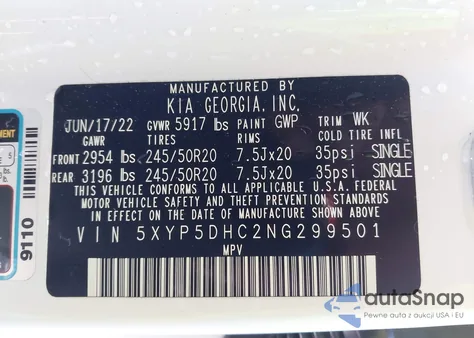 MANUFACTURED BY
KIA GEORGIA, INC.
JUN/17/22 GVWR 5917 lbs PAINT GWP TRIM WK
GAWR TIRES RIMS COLD TIRE INFL.
FRONT 2954 lbs 245/50R20 7.5Jx20 35psi SINGLE
REAR 3196 lbs 245/50R20 7.5Jx20 35psi SINGLE
THIS VEHICLE CONFORMS TO ALL APPLICABLE U.S.A. FEDERAL
MOTOR VEHICLE SAFETY, BUMPER, AND THEFT PREVENTION
STANDARDS IN EFFECT ON THE DATE OF MANUFACTURE SHOWN ABOVE.
VIN 5XYP5DHC2NG299501
MPV
9110
autoSnap
Pewne auta z aukcji USA i EU